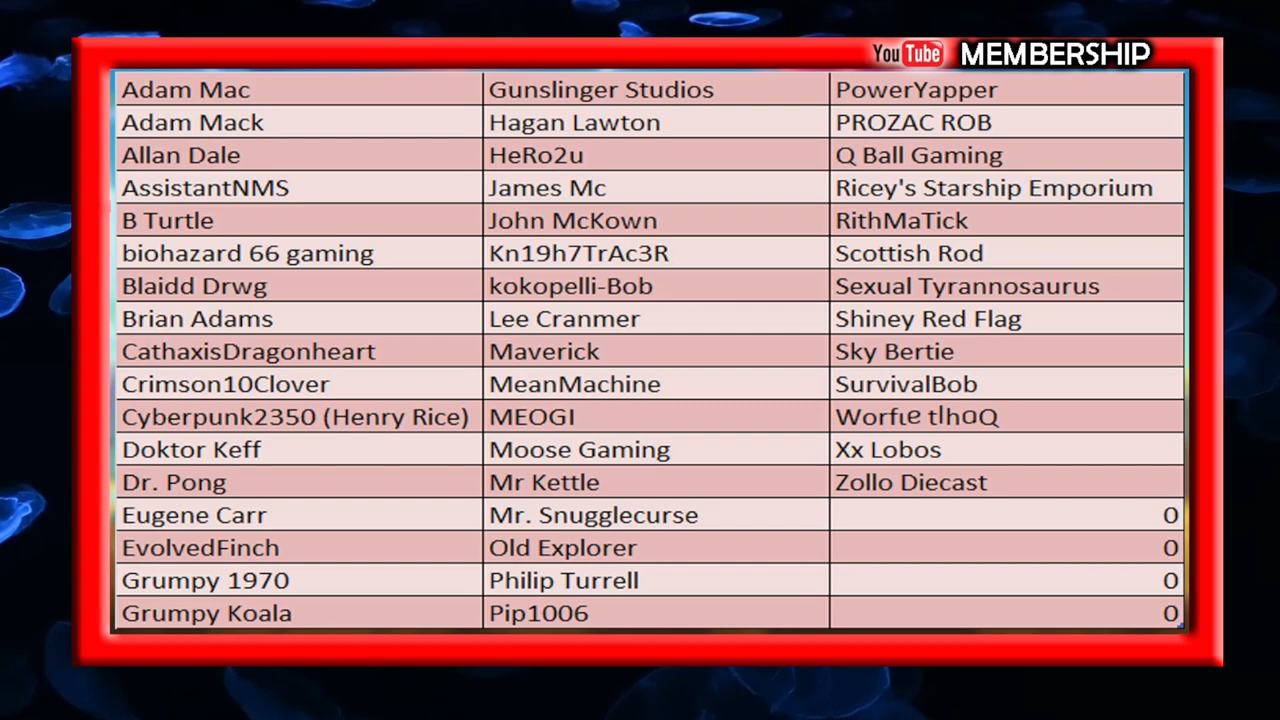 YouTube MEMBERSHIP
Adam Mac Gunslinger Studios PowerYapper
Adam Mack Hagan Lawton PROZAC ROB
Allan Dale HeRo2u Q Ball Gaming
AssistantNMS James Mc Ricey's Starship Emporium
B Turtle John McKown RithMaTick
biohazard 66 gaming Kn19h7TrAc3R Scottish Rod
Blaidd Drwg kokopelli-Bob Sexual Tyrannosaurus
Brian Adams Lee Cranmer Shiney Red Flag
CathaxisDragonheart Maverick Sky Bertie
Crimson10Clover MeanMachine SurvivalBob
Cyberpunk2350 (Henry Rice) MEOGI Worfιe tlhαQ
Doktor Keff Moose Gaming Xx Lobos
Dr. Pong Mr Kettle Zollo Diecast
Eugene Carr Mr. Snugglecurse 0
EvolvedFinch Old Explorer 0
Grumpy 1970 Philip Turrell 0
Grumpy Koala Pip1006 0